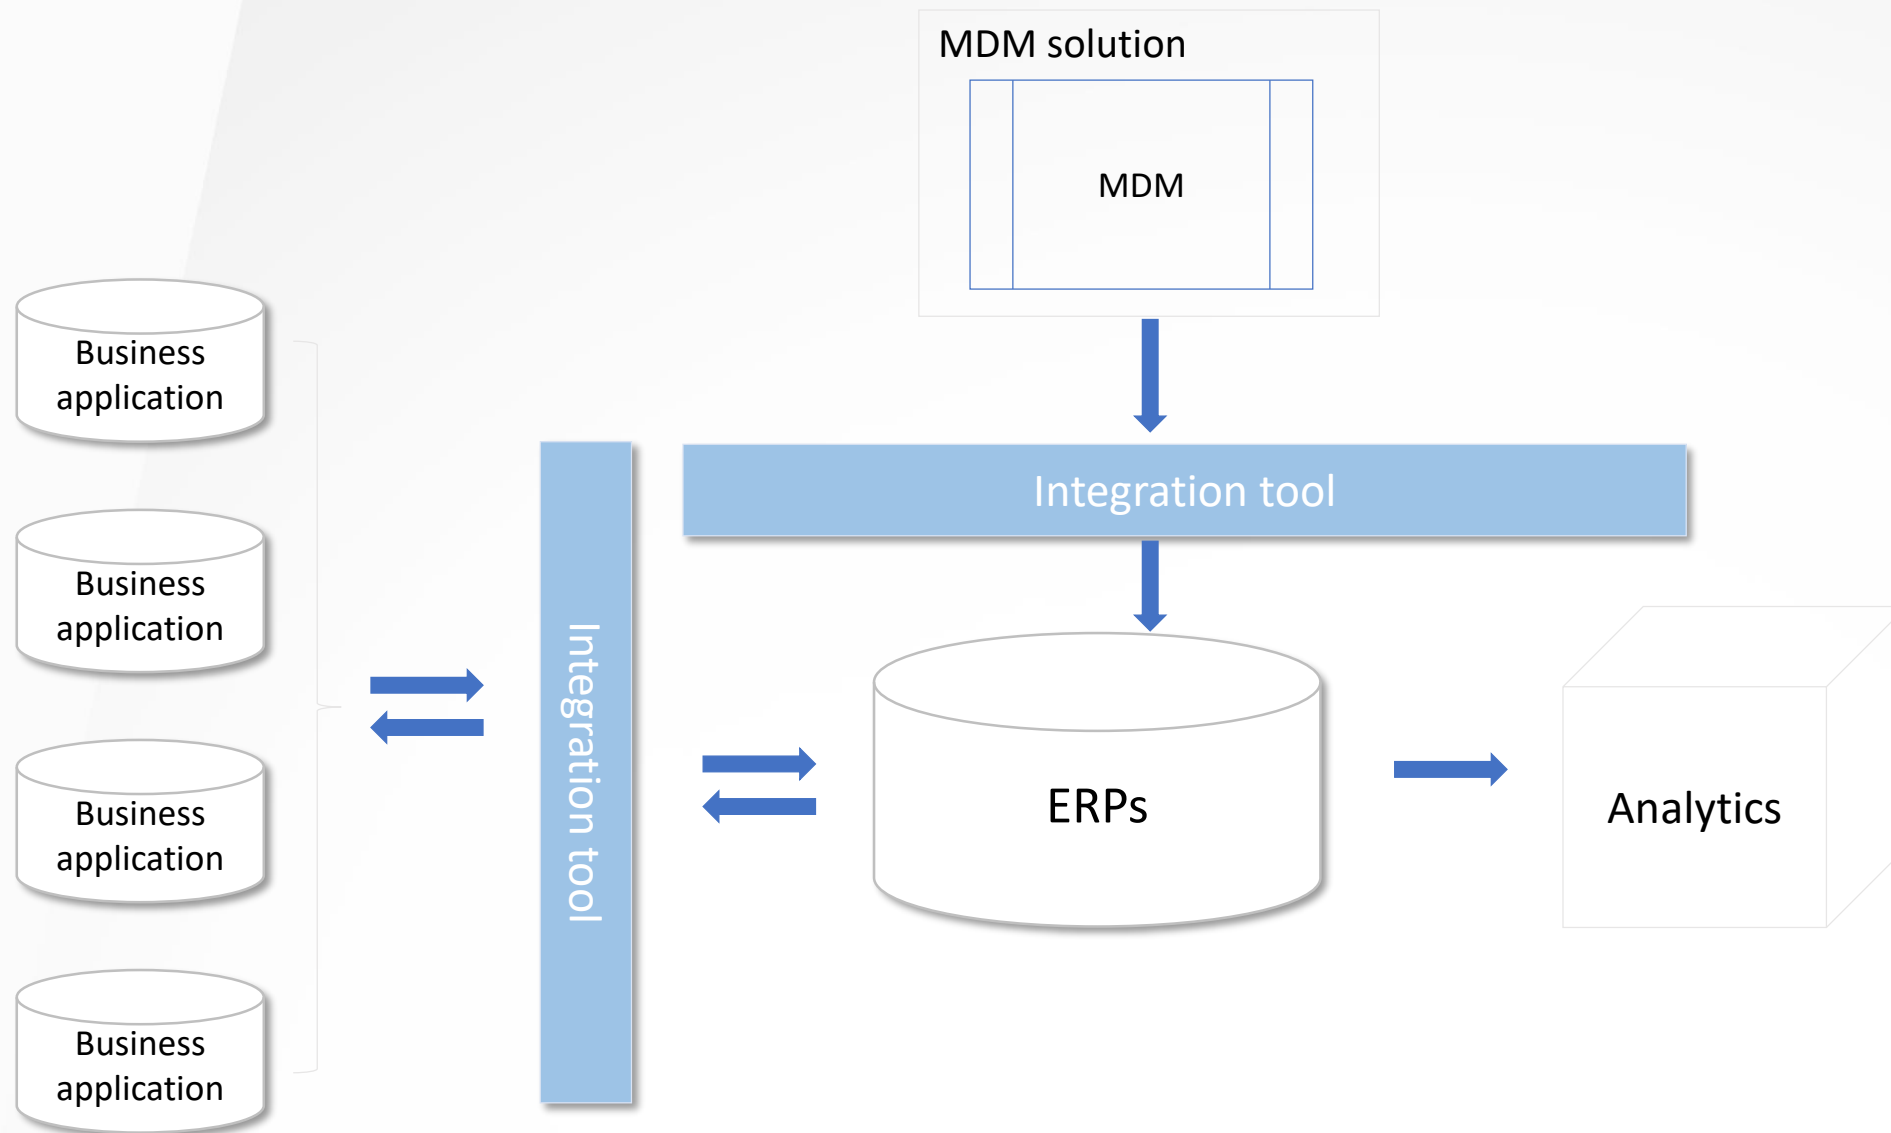 MDM solution
MDM
Business
application
Business
application
Business
application
Business
application
Integration tool
Integration tool
ERPs
Analytics